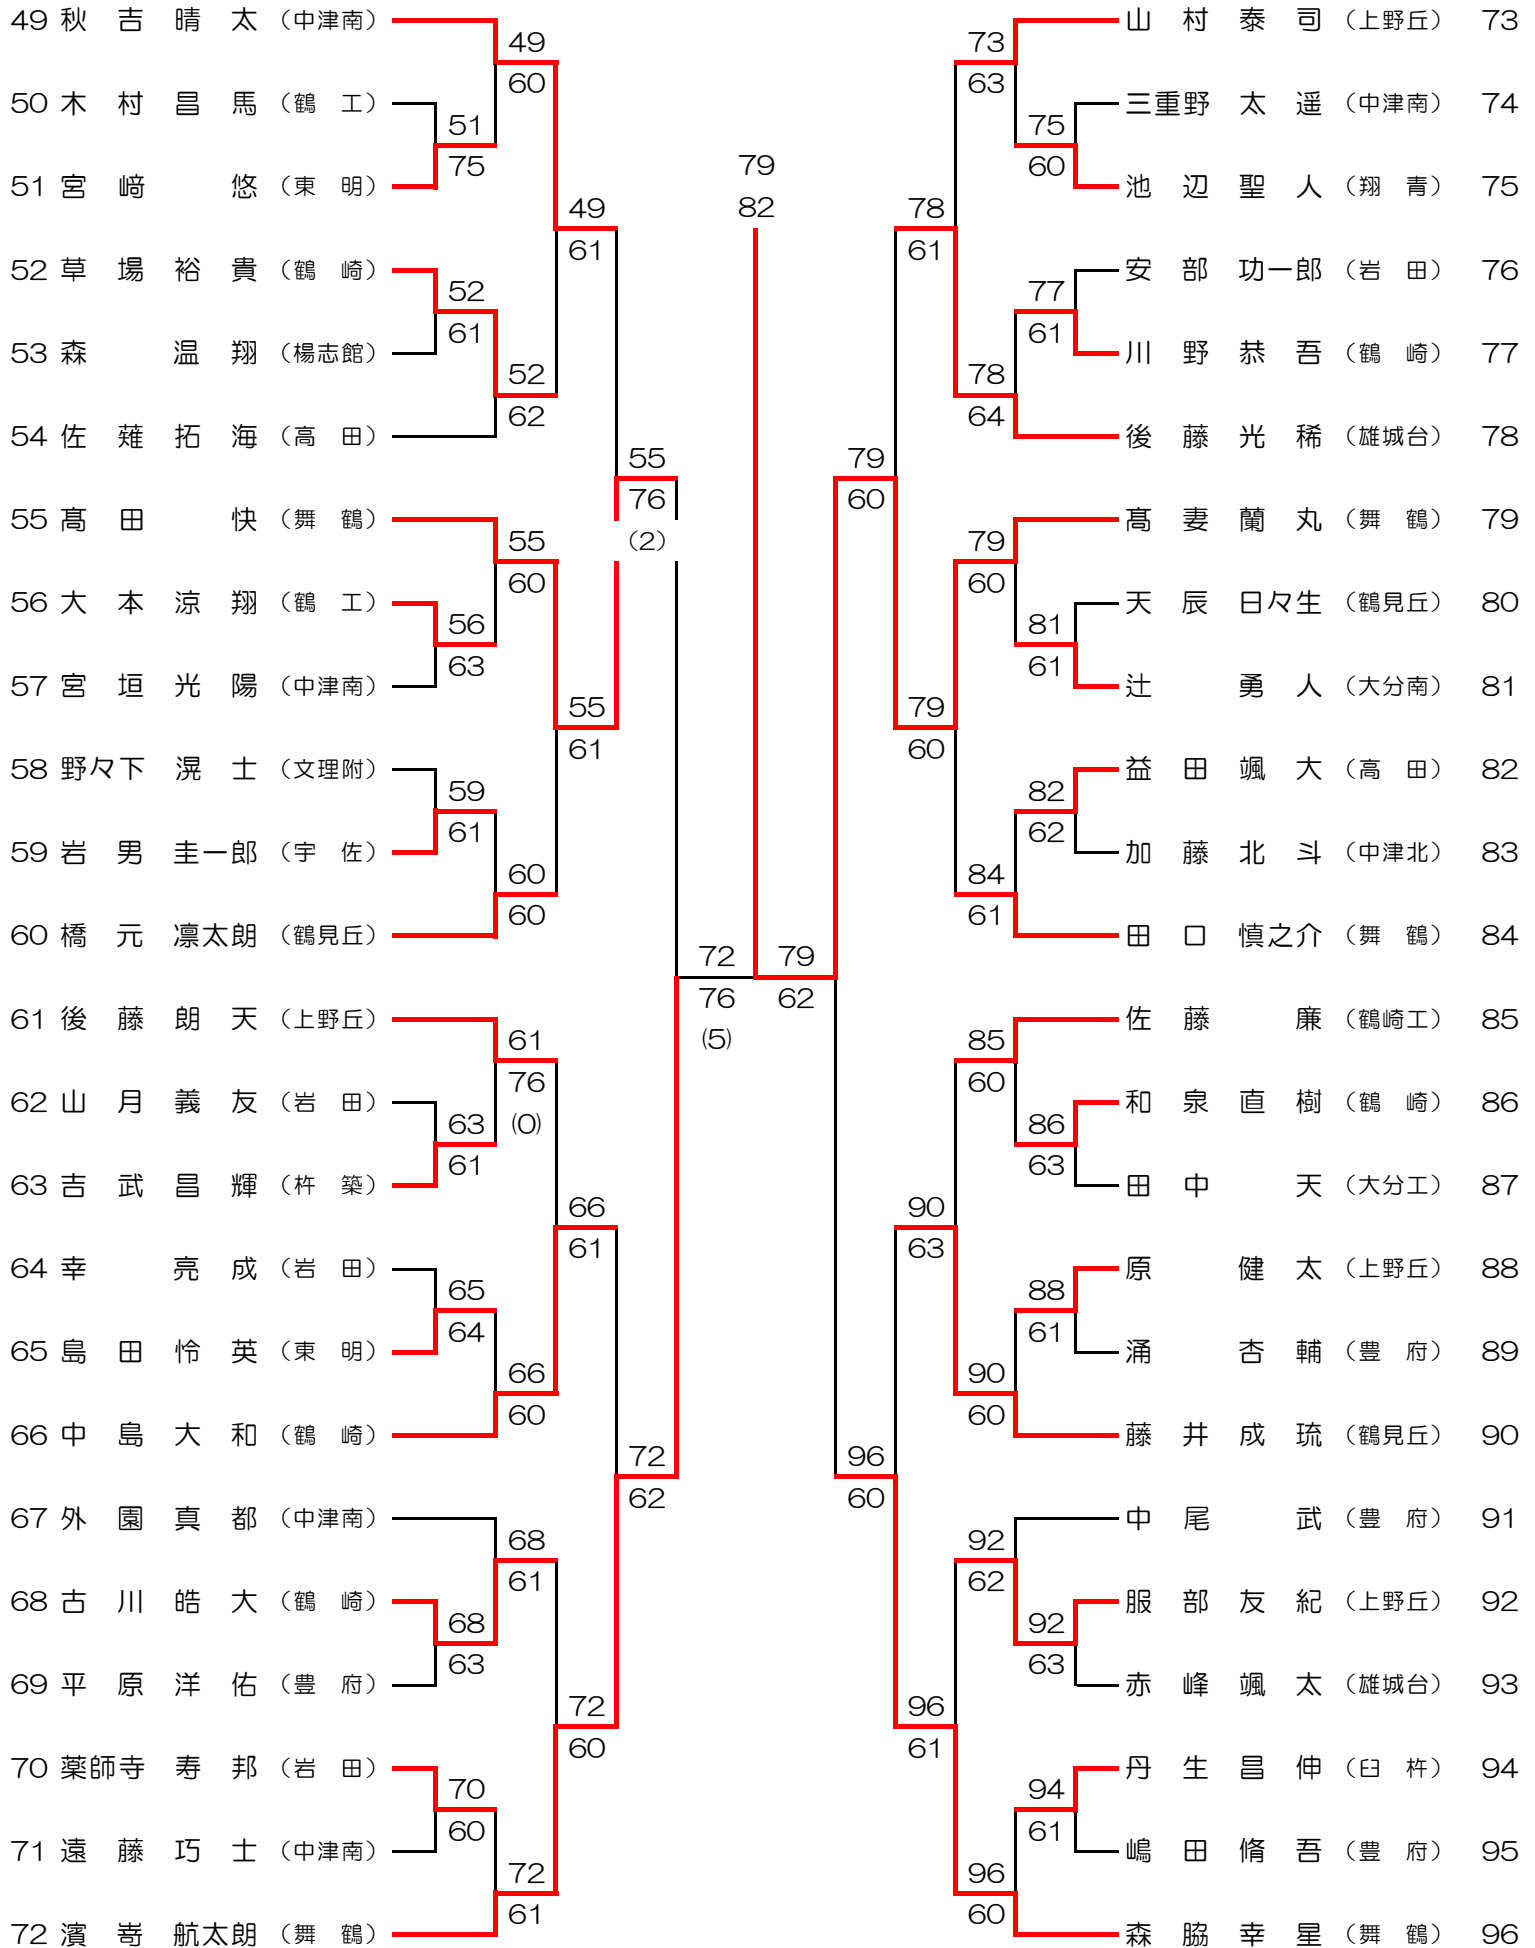 49 秋吉晴太（中津南）
50 木村昌馬（鶴工）
51 宮﨑悠（東明）
52 草場裕貴（鶴崎）
53 森温翔（楊志館）
54 佐薙拓海（高田）
55 髙田快（舞鶴）
56 大本涼翔（鶴工）
57 宮垣光陽（中津南）
58 野々下滉士（文理附）
59 岩男圭一郎（宇佐）
60 橋元凛太朗（鶴見丘）
61 後藤朗天（上野丘）
62 山月義友（岩田）
63 吉武昌輝（杵築）
64 幸亮成（岩田）
65 島田怜英（東明）
66 中島大和（鶴崎）
67 外園真都（中津南）
68 古川皓大（鶴崎）
69 平原洋佑（豊府）
70 薬師寺寿邦（岩田）
71 遠藤巧士（中津南）
72 濱嵜航太朗（舞鶴）
51
75
52
61
56
63
59
61
63
61
65
64
68
63
70
60
49
60
52
62
55
60
60
60
61
76
(0)
66
60
68
61
72
61
49
61
55
61
66
61
72
60
55
76
(2)
72
62
72
76
(5)
79
82
79
62
79
60
96
60
78
61
79
60
90
63
96
61
73
63
78
64
79
60
84
61
85
60
90
60
92
62
96
60
75
60
77
61
81
61
82
62
86
63
88
61
92
63
94
61
山村泰司（上野丘） 73
三重野太遥（中津南） 74
池辺聖人（翔青） 75
安部功一郎（岩田） 76
川野恭吾（鶴崎） 77
後藤光稀（雄城台） 78
髙妻蘭丸（舞鶴） 79
天辰日々生（鶴見丘） 80
辻勇人（大分南） 81
益田颯大（高田） 82
加藤北斗（中津北） 83
田口慎之介（舞鶴） 84
佐藤廉（鶴崎工） 85
和泉直樹（鶴崎） 86
田中天（大分工） 87
原健太（上野丘） 88
涌杏輔（豊府） 89
藤井成琉（鶴見丘） 90
中尾武（豊府） 91
服部友紀（上野丘） 92
赤峰颯太（雄城台） 93
丹生昌伸（臼杵） 94
嶋田脩吾（豊府） 95
森脇幸星（舞鶴） 96